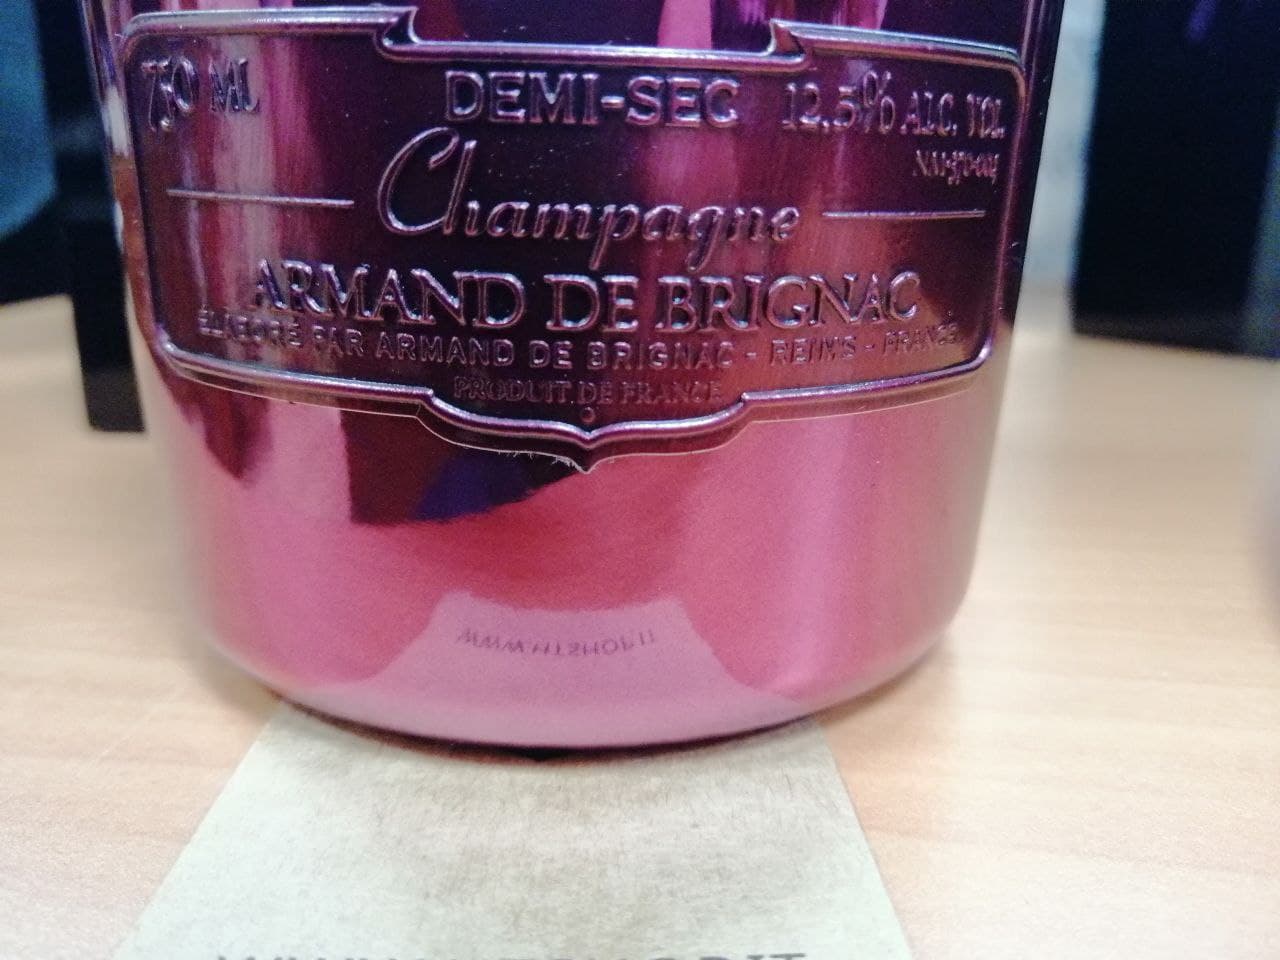 750 ML DEMI-SEC 12.5% ALC. VOL.
Champagne
ARMAND DE BRIGNAC
ÉLABORÉ PAR ARMAND DE BRIGNAC - REIMS - FRANCE
PRODUIT DE FRANCE